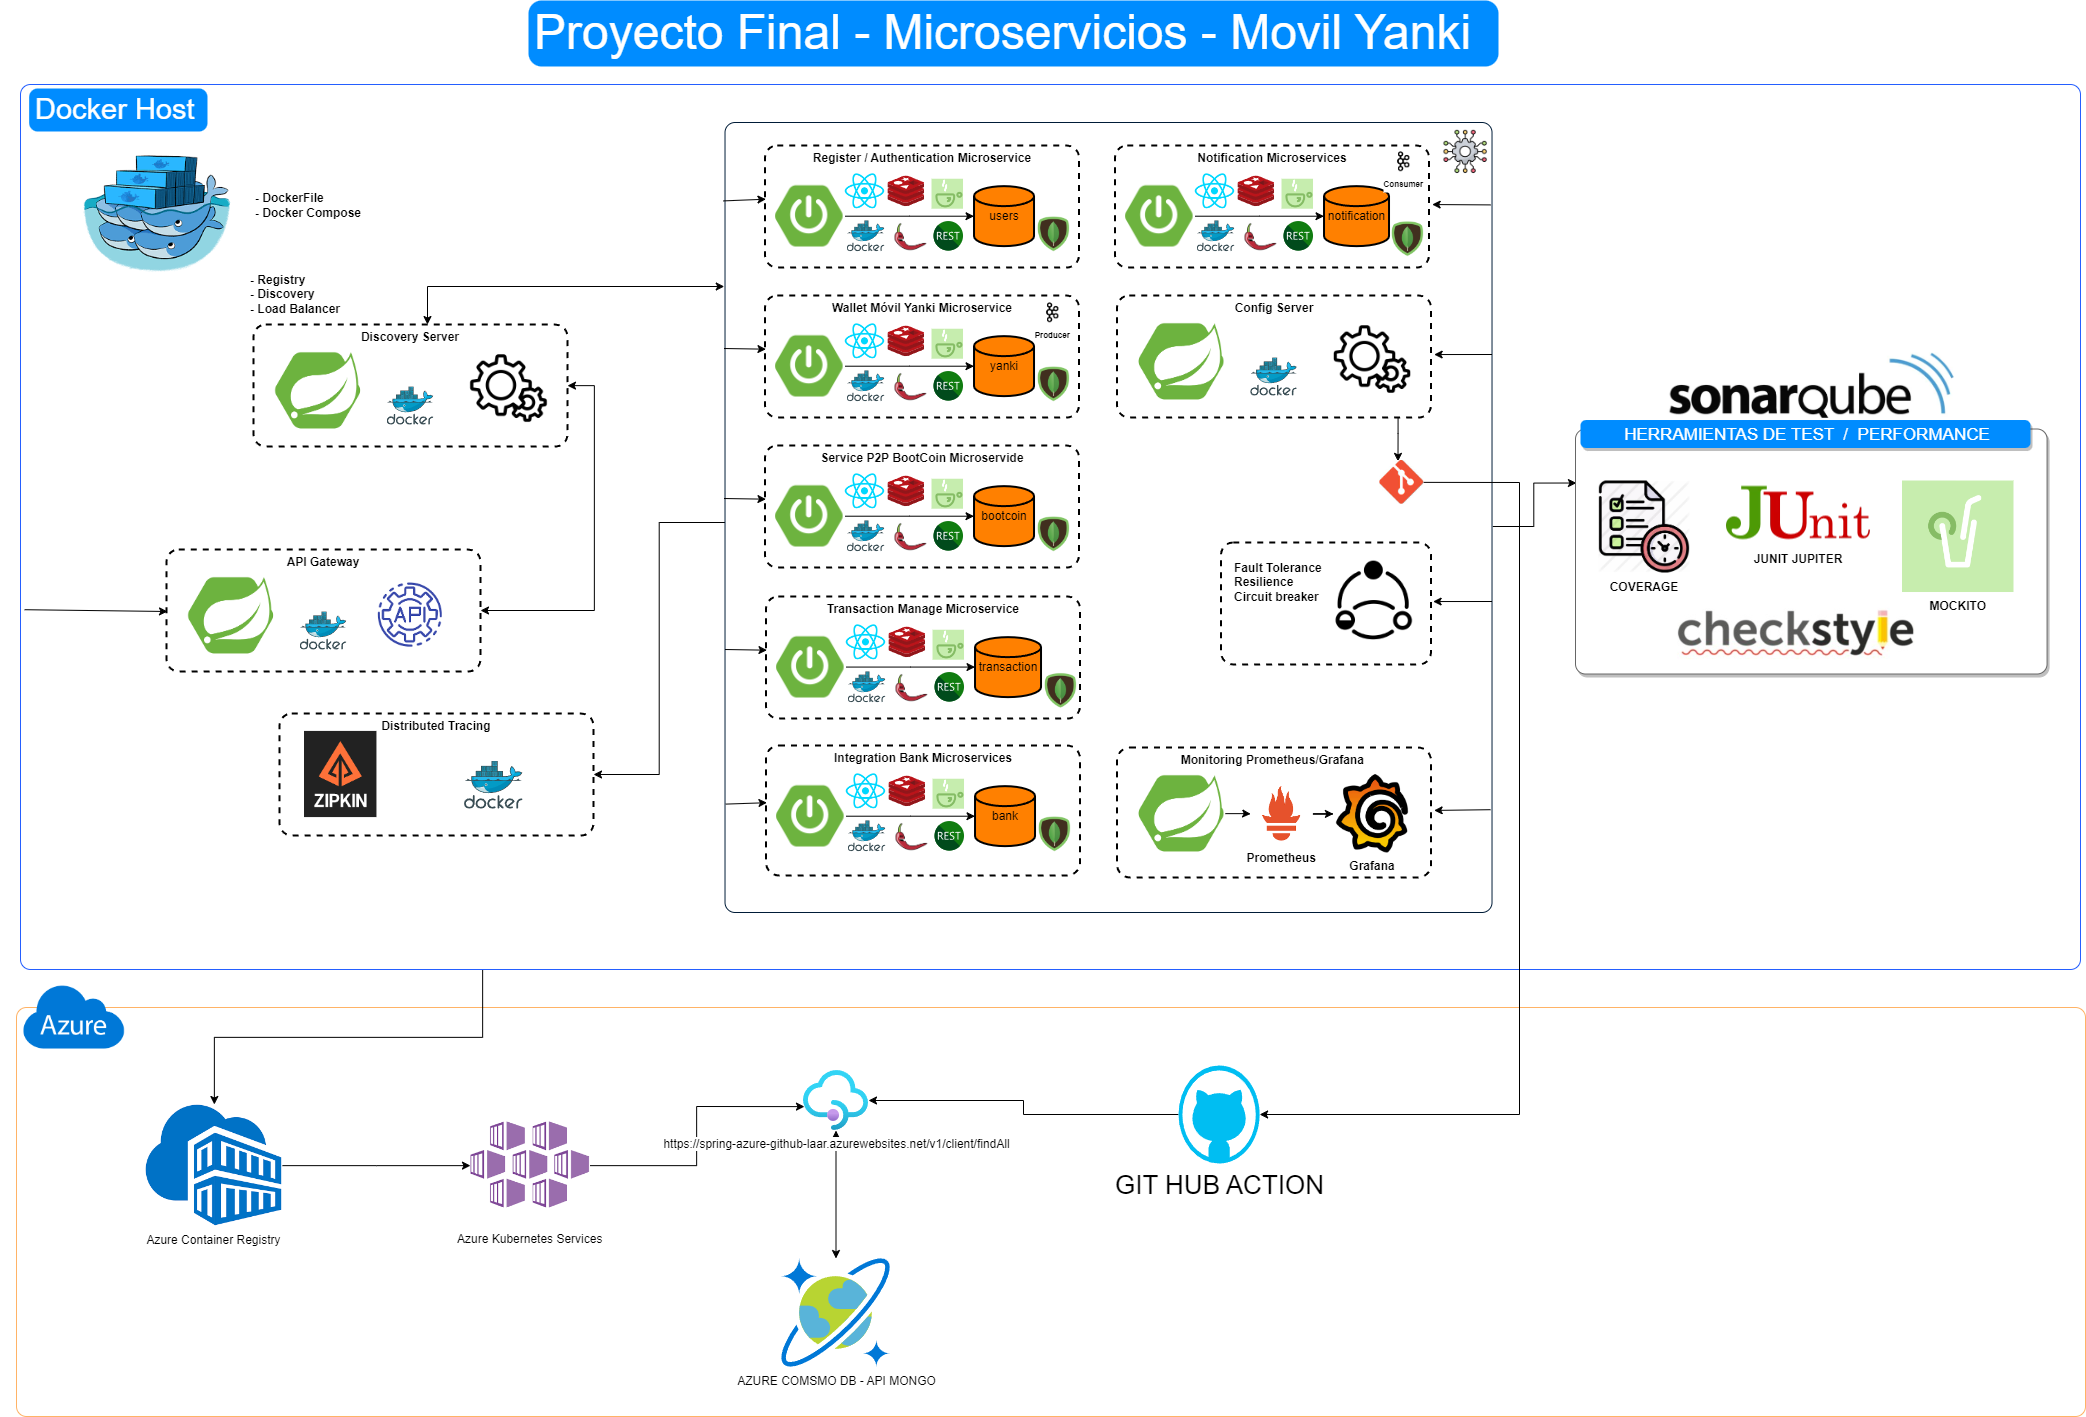 Proyecto Final - Microservicios - Movil Yanki
Docker Host
- DockerFile
- Docker Compose
- Registry
- Discovery
- Load Balancer
Discovery Server
docker
API Gateway
docker
API
Distributed Tracing
ZIPKIN
docker
Register / Authentication Microservice
users
docker
REST
Wallet Móvil Yanki Microservice
Producer
yanki
docker
REST
Service P2P BootCoin Microservide
bootcoin
docker
REST
Transaction Manage Microservice
transaction
docker
REST
Integration Bank Microservices
bank
docker
REST
Notification Microservices
Consumer
notification
docker
REST
Config Server
docker
Fault Tolerance
Resilience
Circuit breaker
Monitoring Prometheus/Grafana
Prometheus
Grafana
sonarqube
HERRAMIENTAS DE TEST / PERFORMANCE
COVERAGE
JUnit
JUNIT JUPITER
MOCKITO
checkstyle
Azure
Azure Container Registry
Azure Kubernetes Services
https://spring-azure-github-laar.azurewebsites.net/v1/client/findAll
GIT HUB ACTION
AZURE COMSMO DB - API MONGO